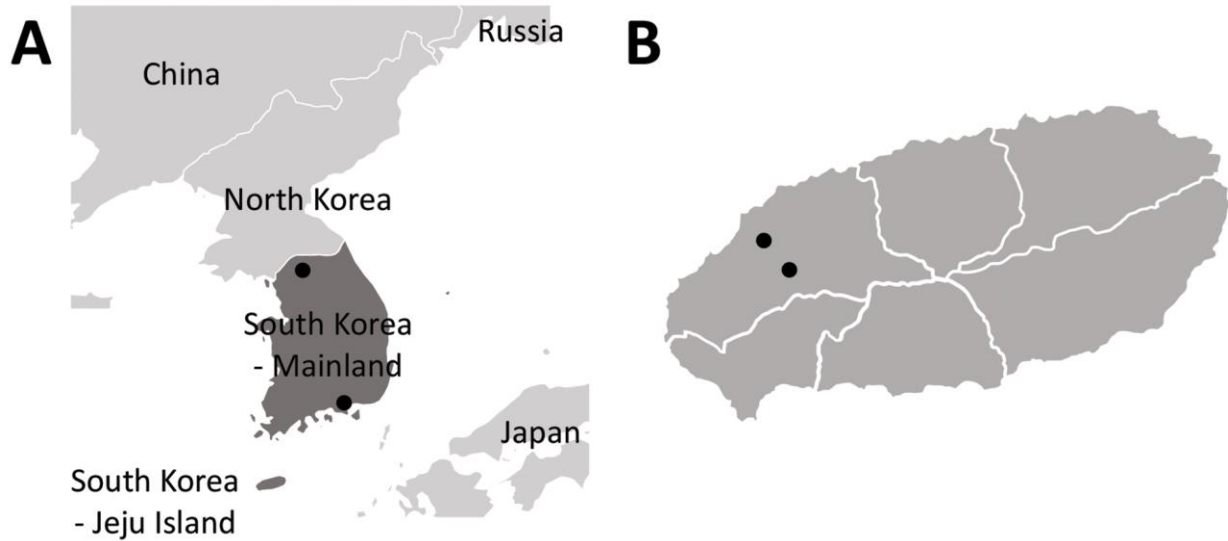 A
B
Russia
China
North Korea
South Korea
- Mainland
Japan
South Korea
- Jeju Island